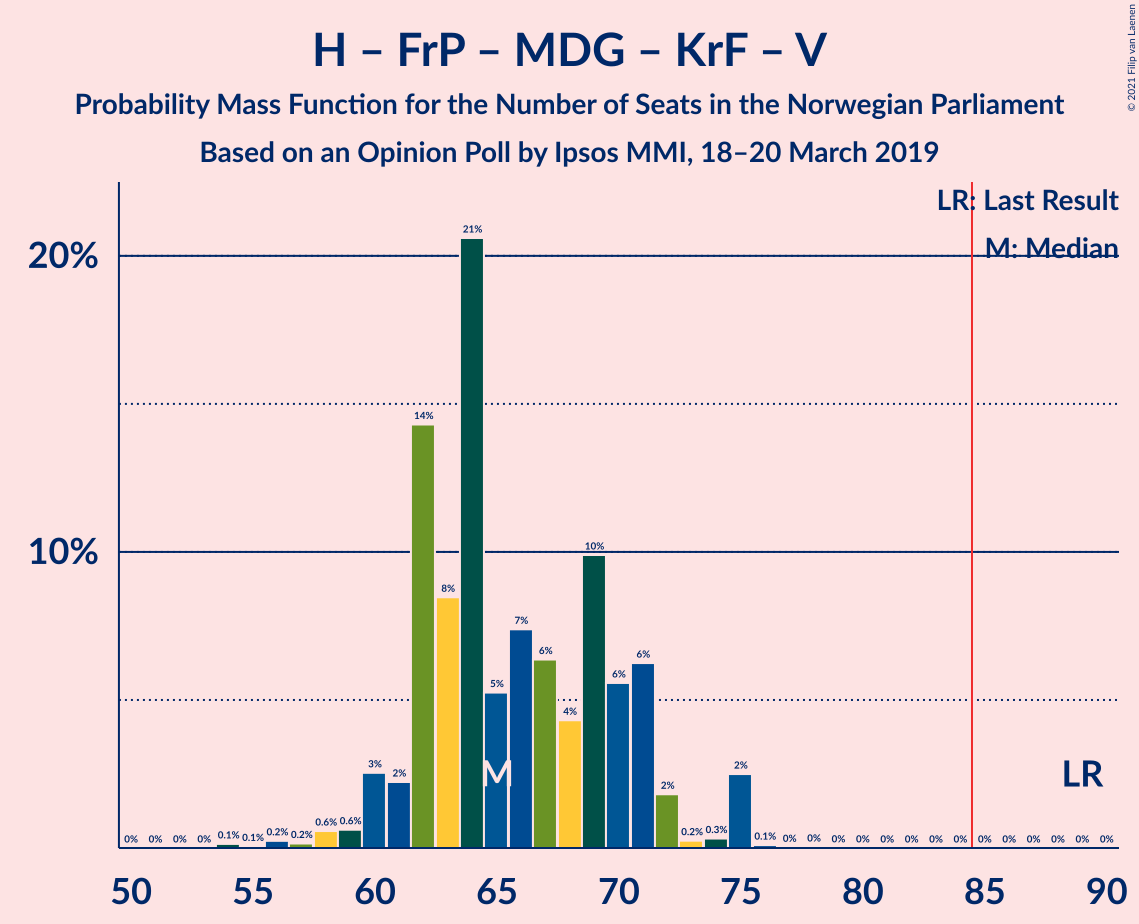 H – FrP – MDG – KrF – V
Probability Mass Function for the Number of Seats in the Norwegian Parliament
Based on an Opinion Poll by Ipsos MMI, 18–20 March 2019
© 2021 Filip van Laenen
LR: Last Result
M: Median
20%
10%
0% 0% 0% 0% 0.1% 0.1% 0.2% 0.2% 0.6% 0.6% 3% 2% 14% 8% 21% 5% 7% 6% 4% 10% 6% 6% 2% 0.2% 0.3% 2% 0.1% 0% 0% 0% 0% 0% 0% 0% 0% 0% 0% 0% 0% 0% 0%
M
LR
50 55 60 65 70 75 80 85 90